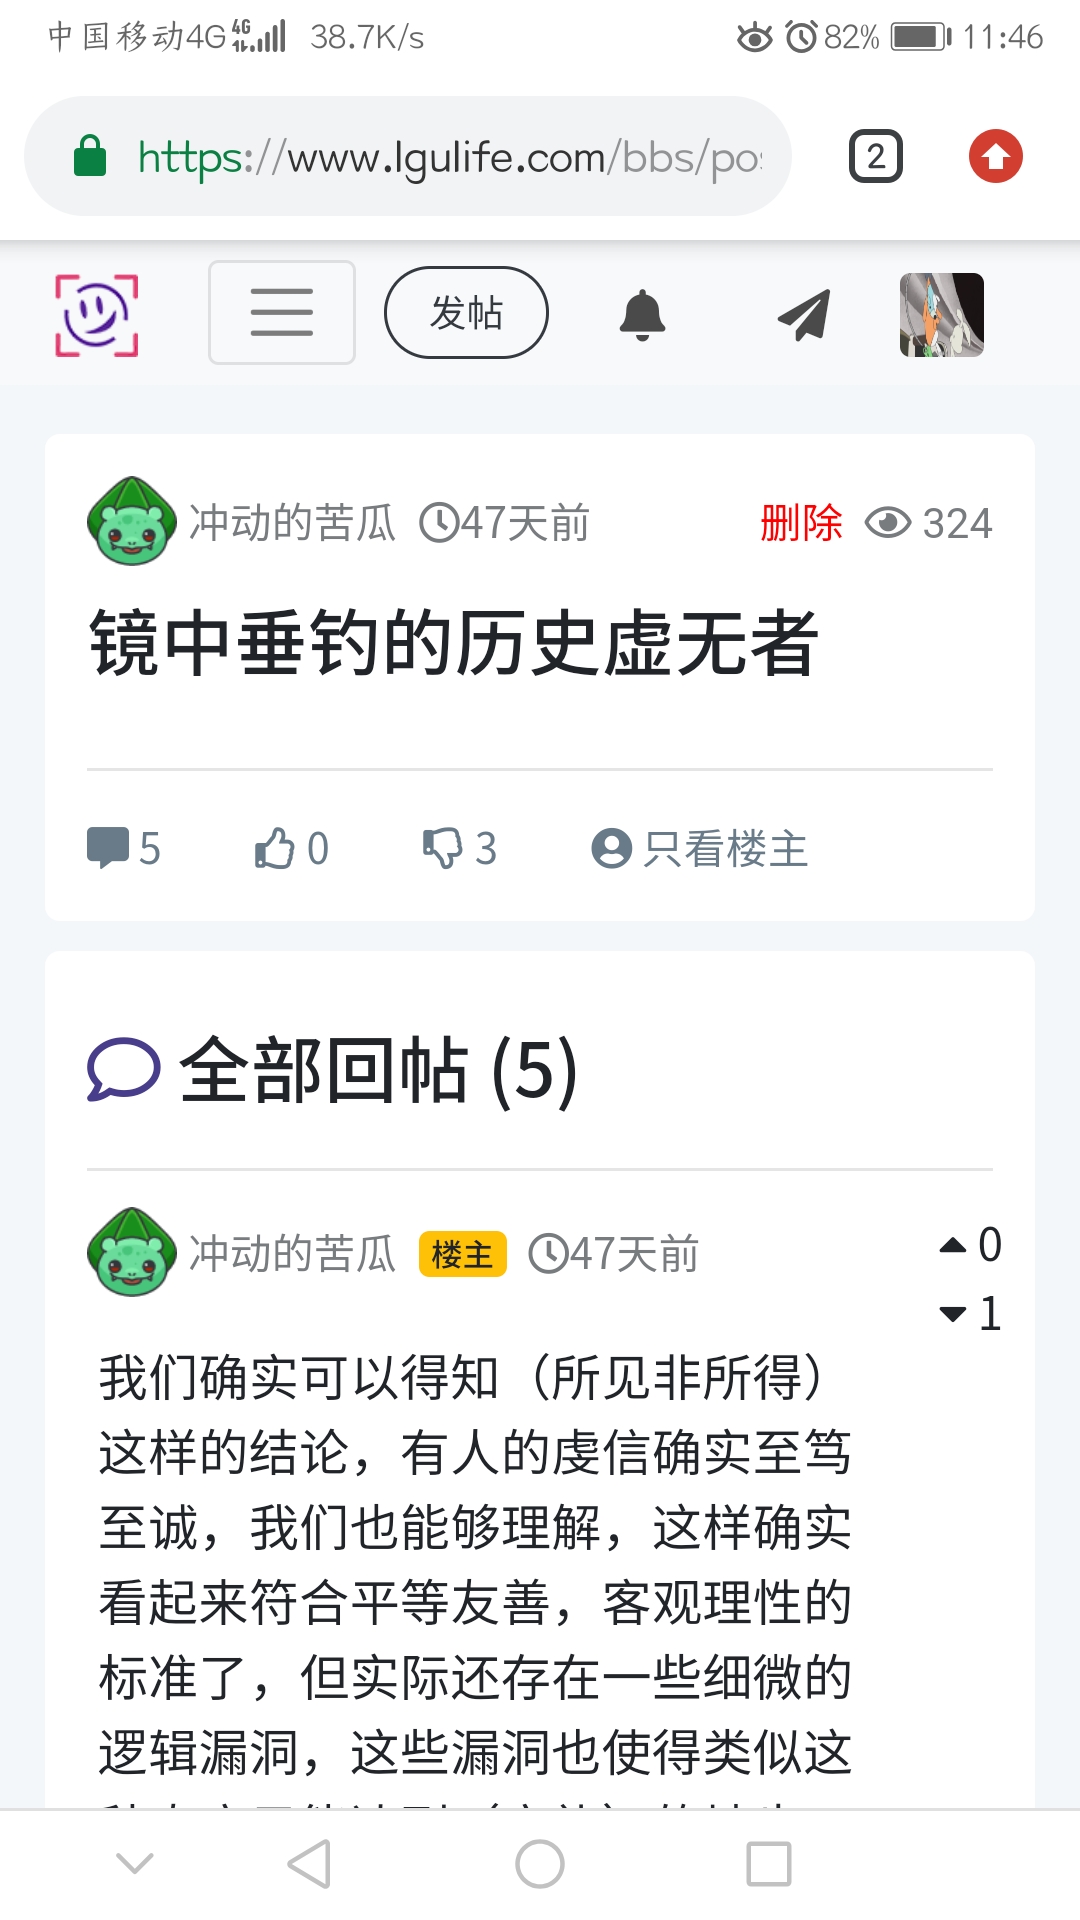 中国移动4G 4G 38.7K/s 82% 11:46
https://www.lgulife.com/bbs/pos 2
发帖
冲动的苦瓜 47天前 删除 324
镜中垂钓的历史虚无者
5 0 3 只看楼主
全部回帖 (5)
冲动的苦瓜 楼主 47天前 0
1
我们确实可以得知（所见非所得）
这样的结论，有人的虔信确实至笃
至诚，我们也能够理解，这样确实
看起来符合平等友善，客观理性的
标准了，但实际还存在一些细微的
逻辑漏洞，这些漏洞也使得类似这